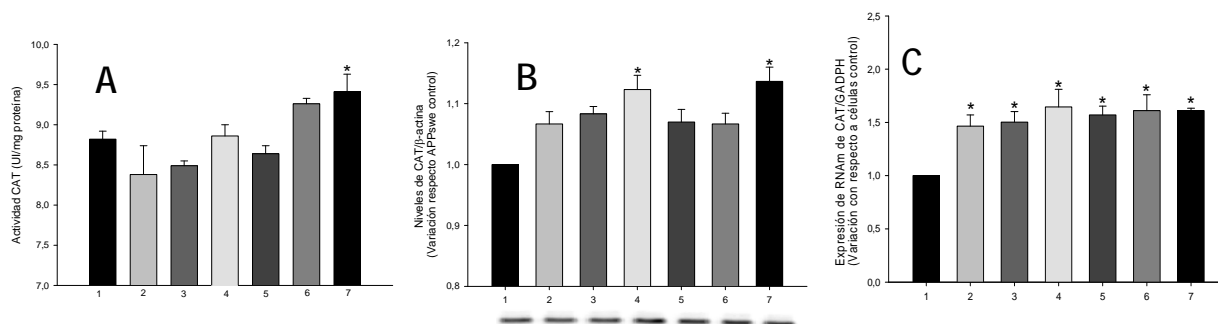 A
Actividad CAT (UI/mg proteína)
10,0
9,5
9,0
8,5
8,0
7,5
7,0
*
1 2 3 4 5 6 7
B
Niveles de CAT/β-actina
(Variación respecto APPswe control)
1,2
1,1
1,0
0,9
0,8
* *
1 2 3 4 5 6 7
C
Expresión de RNAm de CAT/GADPH
(Variación con respecto a células control)
2,5
2,0
1,5
1,0
0,5
0,0
* * * * * *
1 2 3 4 5 6 7